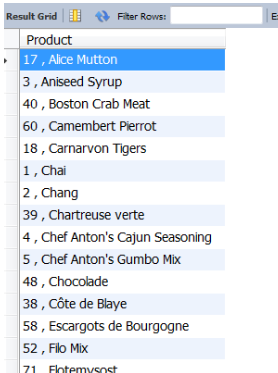 Result Grid Filter Rows: E
Product
17 , Alice Mutton
3 , Aniseed Syrup
40 , Boston Crab Meat
60 , Camembert Pierrot
18 , Carnarvon Tigers
1 , Chai
2 , Chang
39 , Chartreuse verte
4 , Chef Anton's Cajun Seasoning
5 , Chef Anton's Gumbo Mix
48 , Chocolade
38 , Côte de Blaye
58 , Escargots de Bourgogne
52 , Filo Mix
71 , Flotemysost